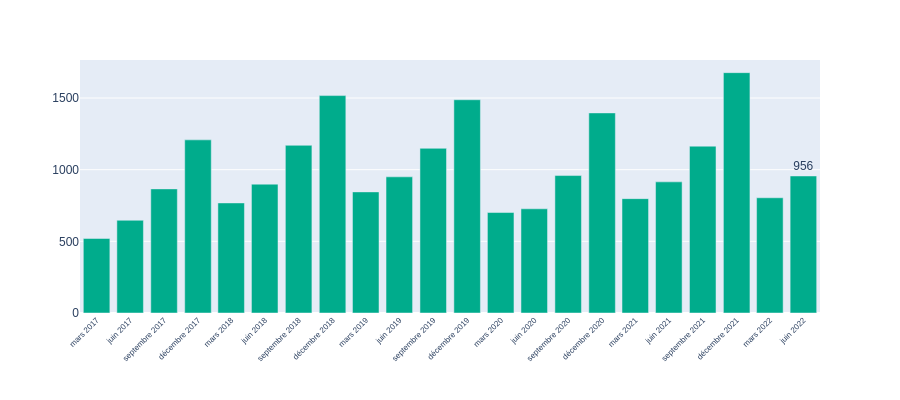 1500
1000
500
0
956
mars 2017
juin 2017
septembre 2017
décembre 2017
mars 2018
juin 2018
septembre 2018
décembre 2018
mars 2019
juin 2019
septembre 2019
décembre 2019
mars 2020
juin 2020
septembre 2020
décembre 2020
mars 2021
juin 2021
septembre 2021
décembre 2021
mars 2022
juin 2022